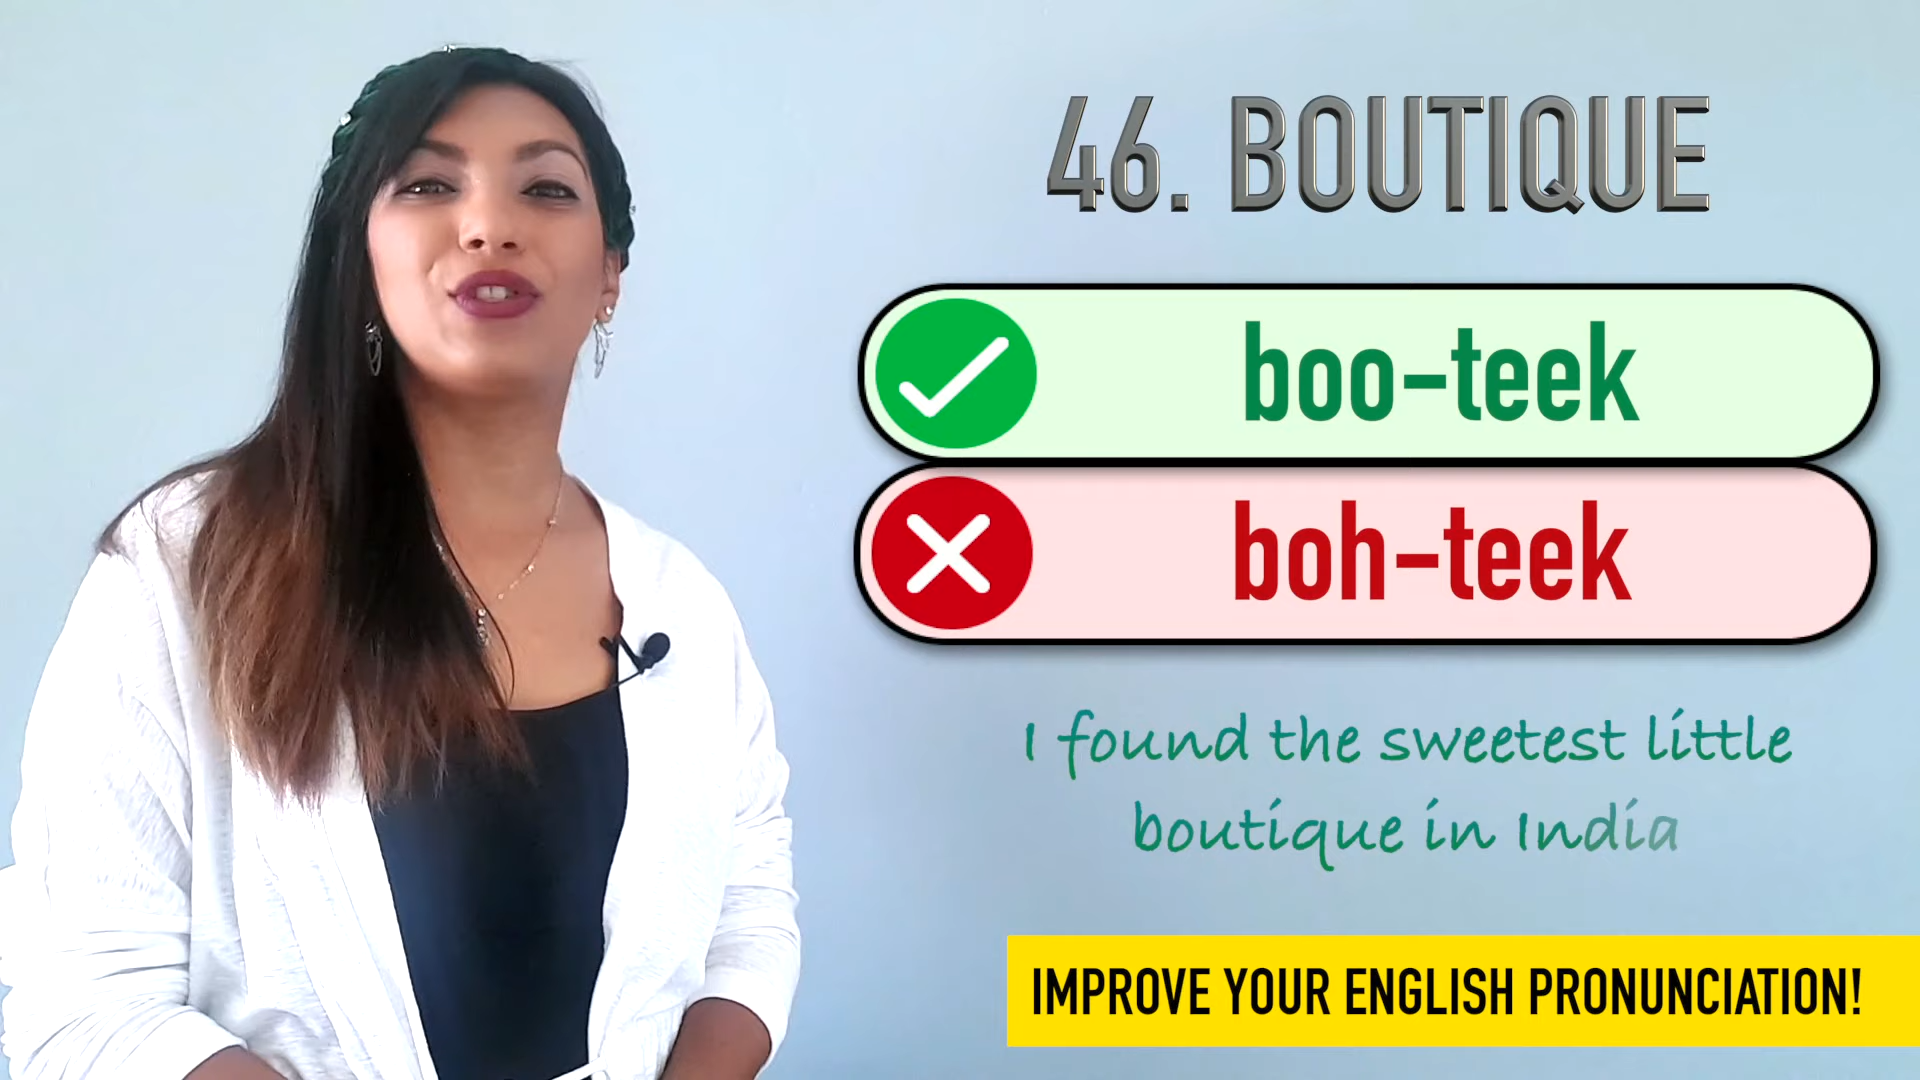 46. BOUTIQUE
boo-teek
boh-teek
I found the sweetest little
boutique in India
IMPROVE YOUR ENGLISH PRONUNCIATION!